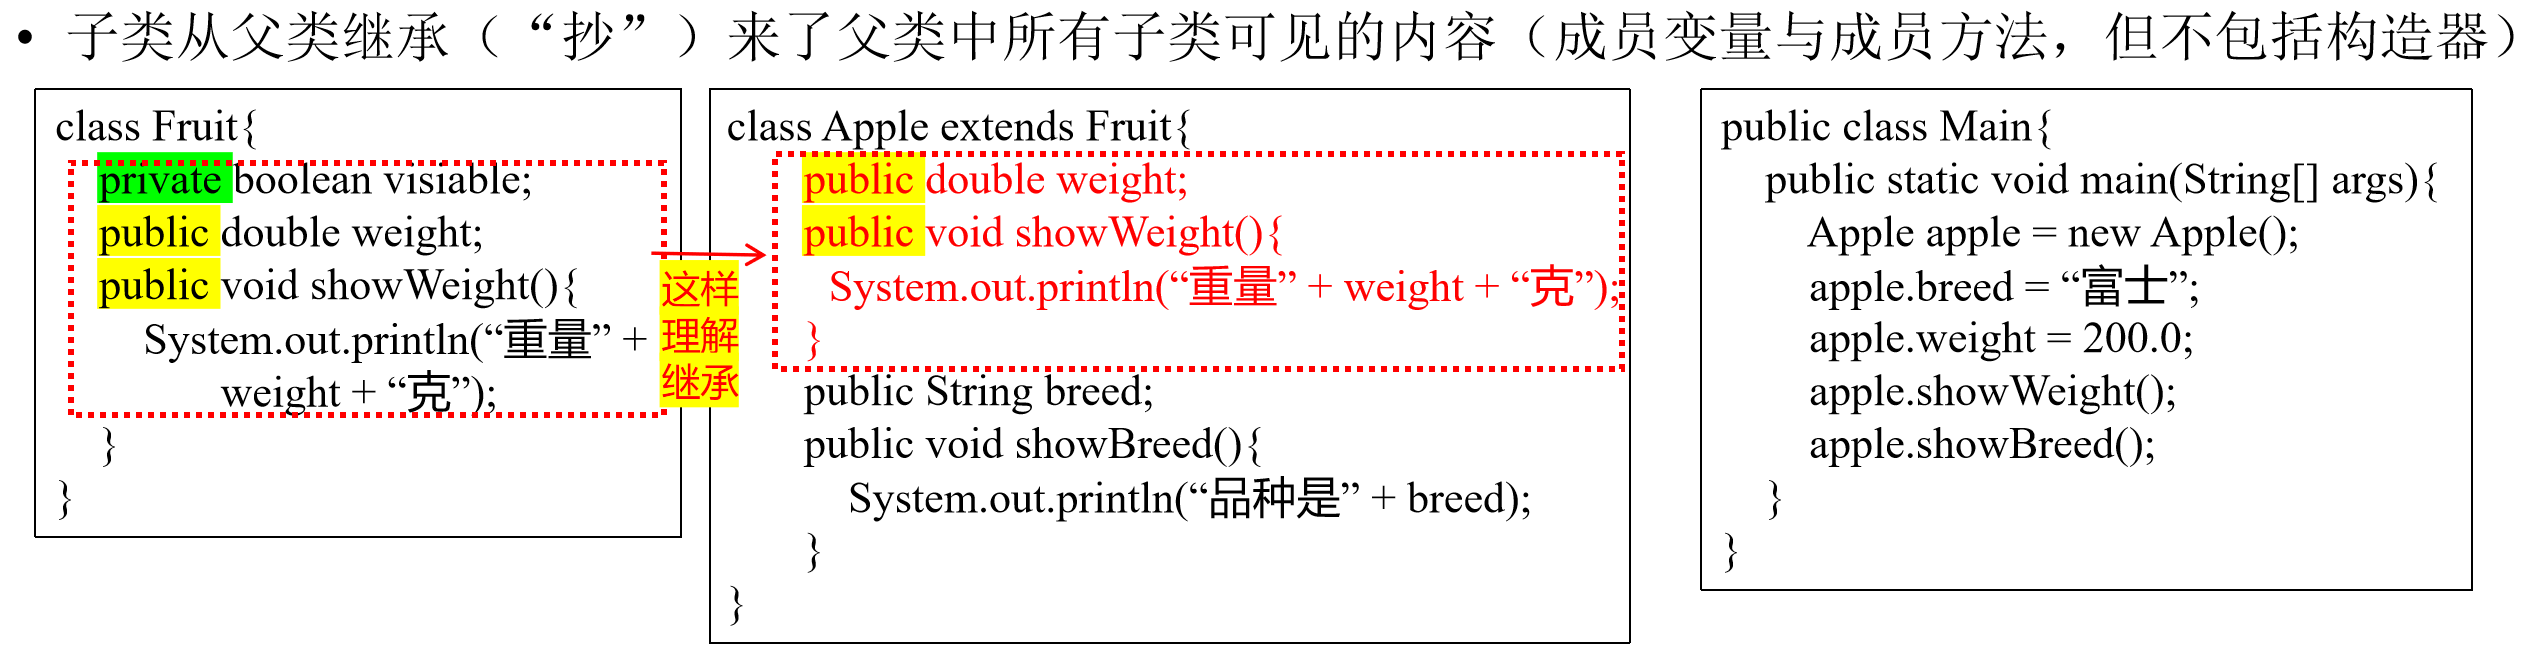 • 子类从父类继承（“抄”）来了父类中所有子类可见的内容（成员变量与成员方法，但不包括构造器）
class Fruit{
private boolean visiable;
public double weight;
public void showWeight(){
System.out.println(“重量” +
weight + “克”);
}
}
这样
理解
继承
class Apple extends Fruit{
public double weight;
public void showWeight(){
System.out.println(“重量” + weight + “克”);
}
public String breed;
public void showBreed(){
System.out.println(“品种是” + breed);
}
}
public class Main{
public static void main(String[] args){
Apple apple = new Apple();
apple.breed = “富士”;
apple.weight = 200.0;
apple.showWeight();
apple.showBreed();
}
}